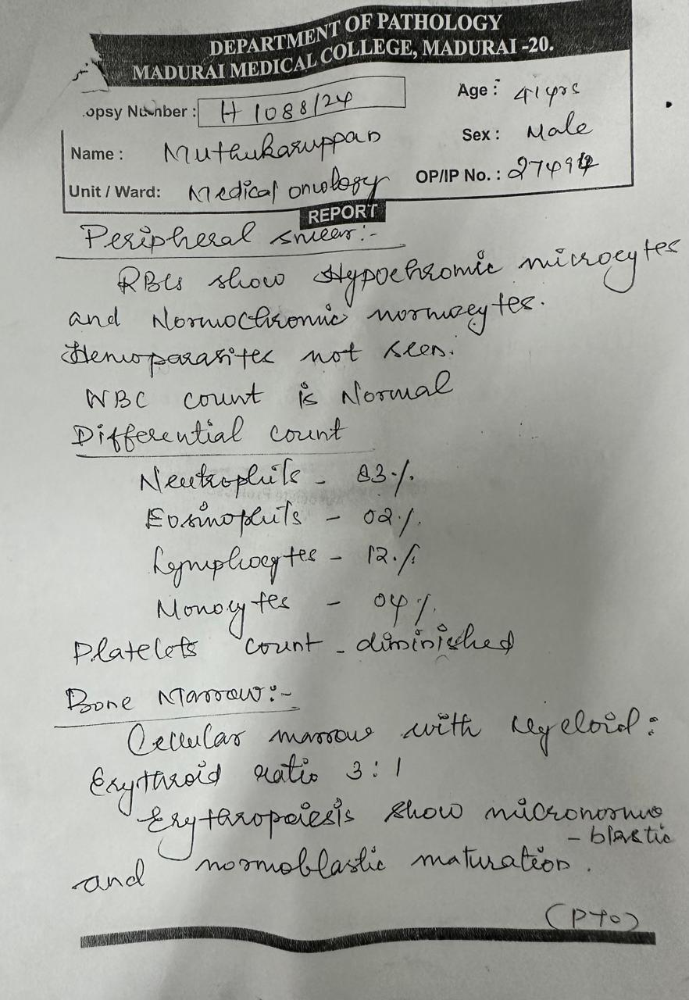 DEPARTMENT OF PATHOLOGY
MADURAI MEDICAL COLLEGE, MADURAI -20.
opsy Number : H 1088/24
Age : 41 yrs
Name : Muthukaruppan
Sex : Male
Unit / Ward: Medical oncology
OP/IP No. : 27494
REPORT
Peripheral smear:-
RBCs show Hypochromic microcytes
and Normochromic normocytes.
Hemoparasites not seen.
WBC count is Normal
Differential count
Neutrophils - 83%.
Eosinophils - 02%.
Lymphocytes - 12%.
Monocytes - 04%.
Platelets count - diminished
Bone Marrow:-
Cellular marrow with Myeloid:
Erythroid ratio 3:1
Erythropoiesis show micronormo
- blastic
and normoblastic maturation.
(PTO)